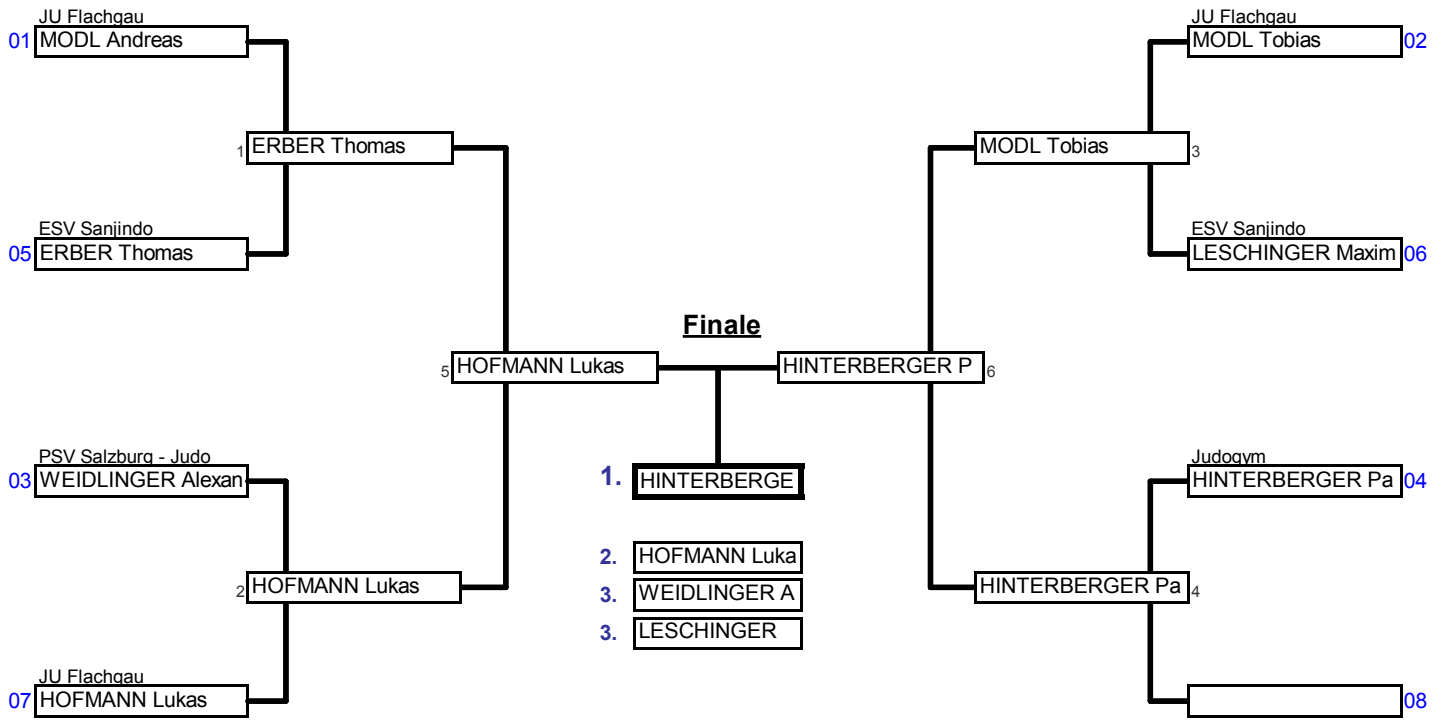 JU Flachgau
01 MODL Andreas
JU Flachgau
MODL Tobias 02
1 ERBER Thomas
MODL Tobias 3
ESV Sanjindo
05 ERBER Thomas
ESV Sanjindo
LESCHINGER Maxim 06
Finale
5 HOFMANN Lukas
HINTERBERGER P 6
PSV Salzburg - Judo
03 WEIDLINGER Alexan
1. HINTERBERGE
Judogym
HINTERBERGER Pa 04
2. HOFMANN Luka
3. WEIDLINGER A
3. LESCHINGER
2 HOFMANN Lukas
HINTERBERGER Pa 4
JU Flachgau
07 HOFMANN Lukas
08